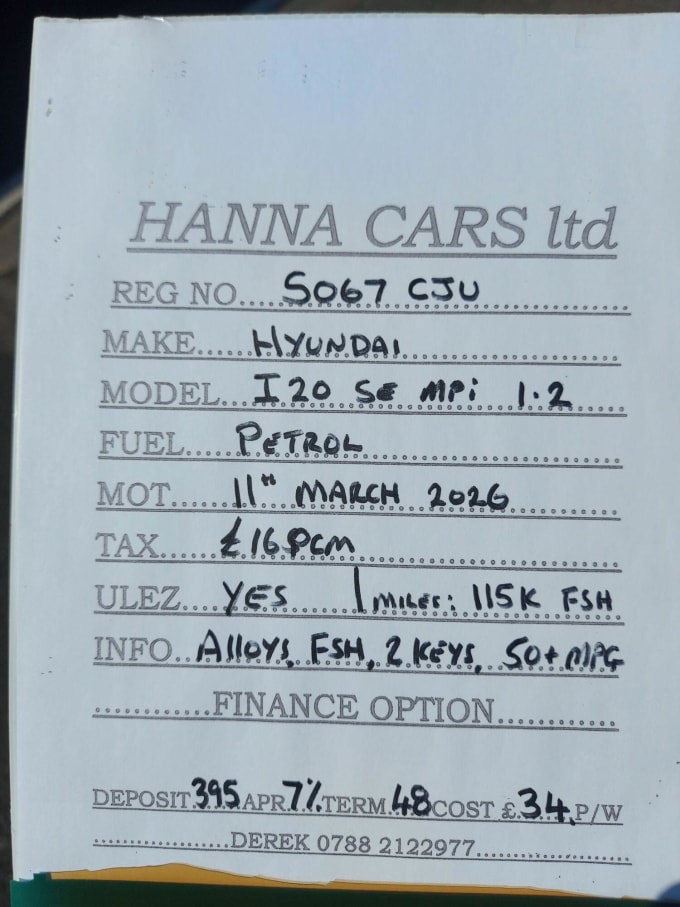 HANNA CARS ltd
REG NO.....SO67 CJU
MAKE......HYUNDAI
MODEL...I20 SE MPi 1.2
FUEL......PETROL
MOT......11TH MARCH 2026
TAX......£16 PCM
ULEZ....YES | MILES: 115K FSH
INFO..ALLOYS, FSH, 2 KEYS, 50+ MPG
...........FINANCE OPTION............
DEPOSIT.395 APR.7% TERM.48 COST £.34.P/W
..................DEREK 0788 2122977....................